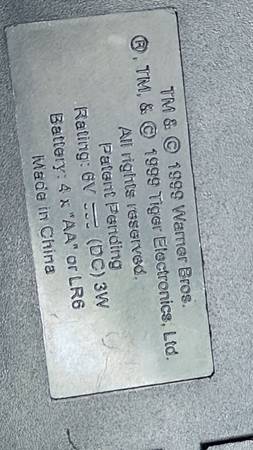 TM & © 1999 Warner Bros.
®, TM, & © 1999 Tiger Electronics, Ltd.
All rights reserved.
Patent Pending
Rating: 6V ⎓ (DC) 3W
Battery: 4 x "AA" or LR6
Made in China